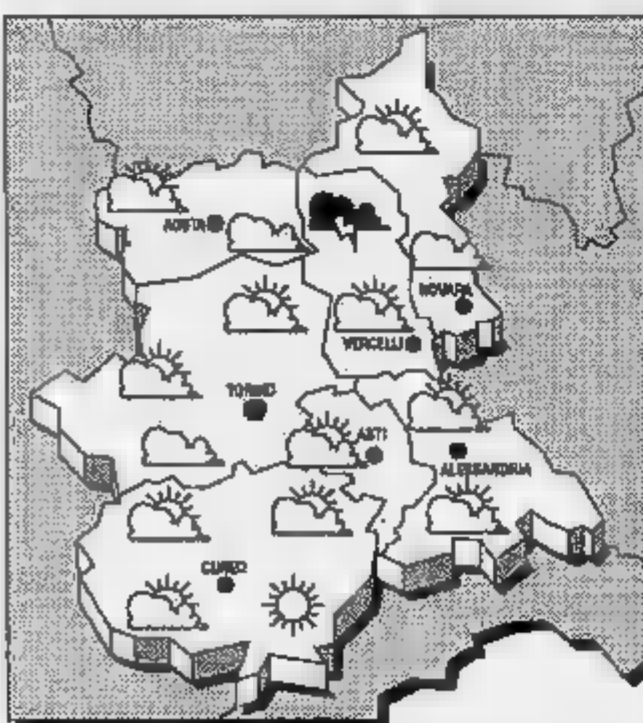 AOSTA
NOVARA
VERCELLI
TORINO
ASTI
ALESSANDRIA
CUNEO